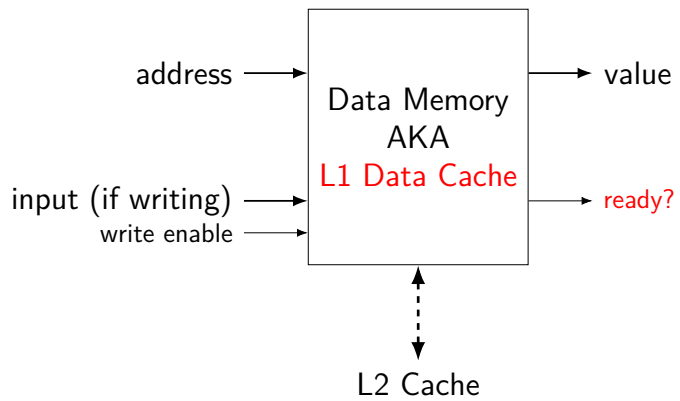 address
Data Memory
AKA
L1 Data Cache
value
input (if writing)
write enable
ready?
L2 Cache